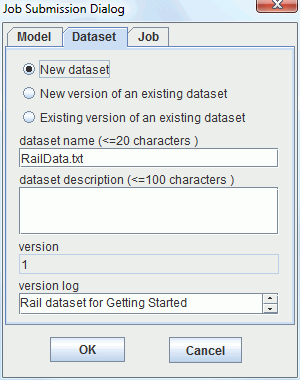 Job Submission Dialog
Model Dataset Job
New dataset
New version of an existing dataset
Existing version of an existing dataset
dataset name (<=20 characters )
RailData.txt
dataset description (<=100 characters )
version
1
version log
Rail dataset for Getting Started
OK Cancel